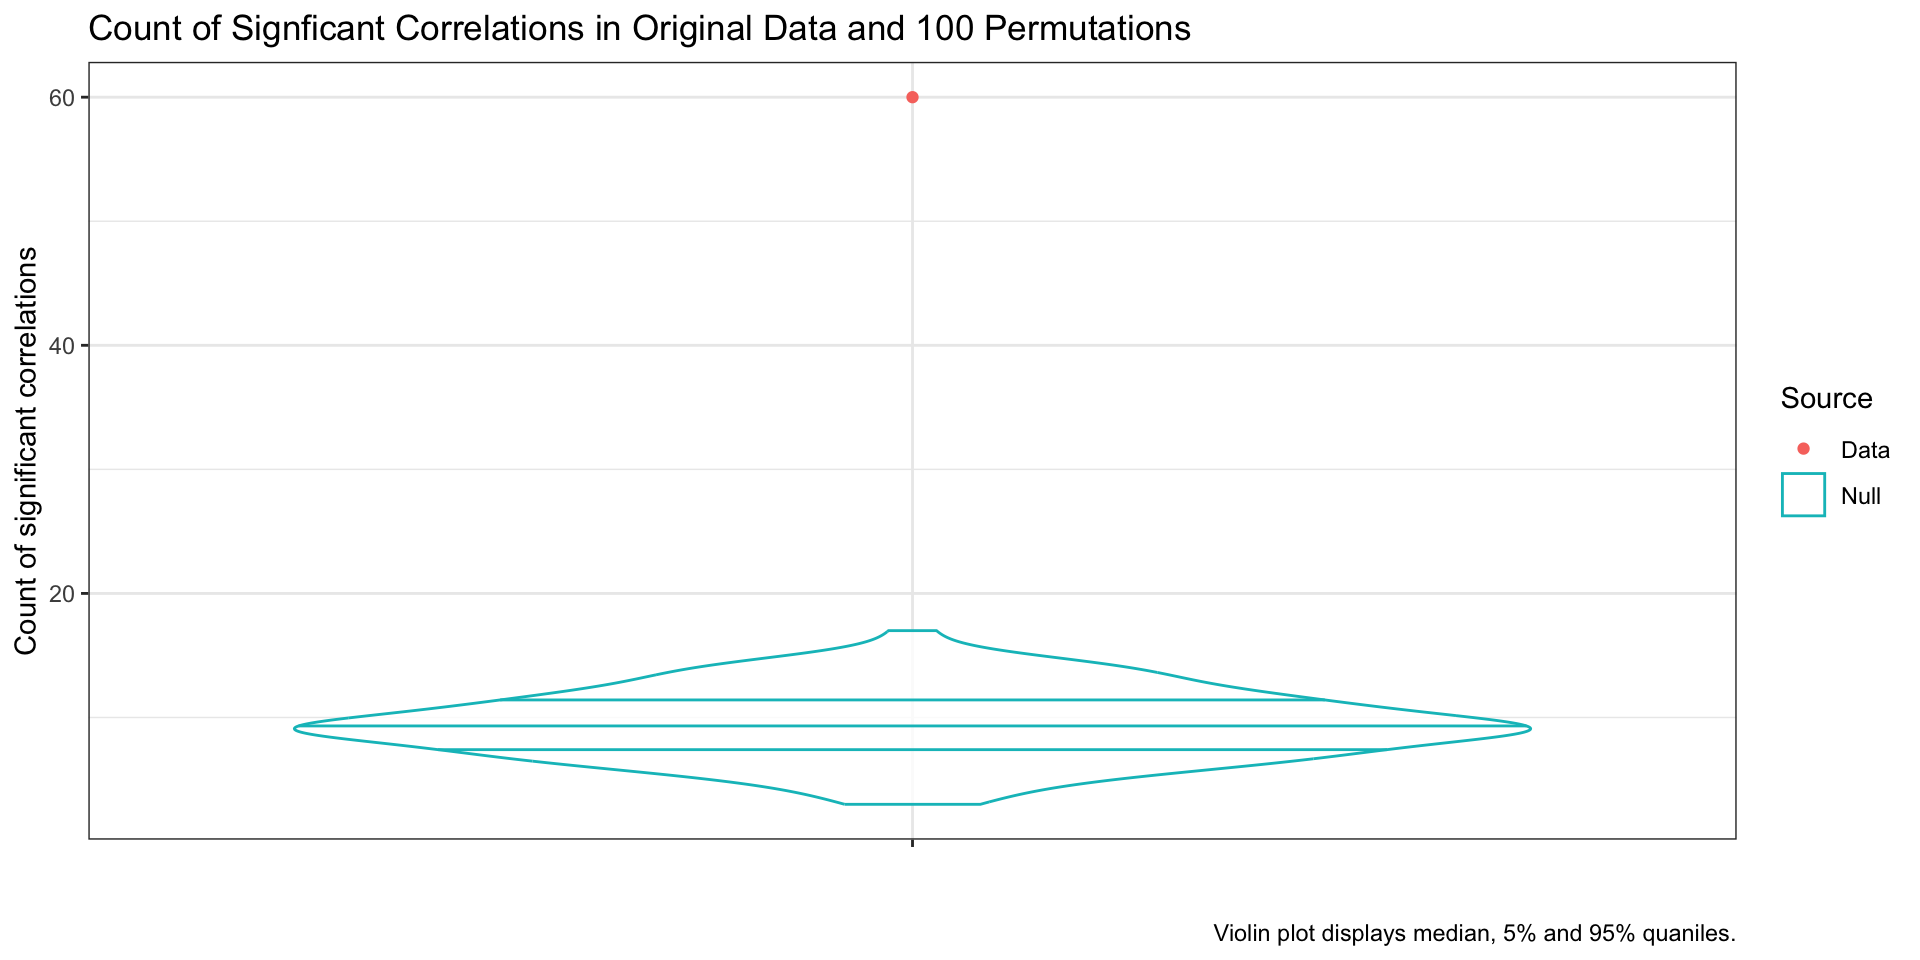 Count of Signficant Correlations in Original Data and 100 Permutations
Count of significant correlations
60
40
20
Source
Data
Null
Violin plot displays median, 5% and 95% quaniles.